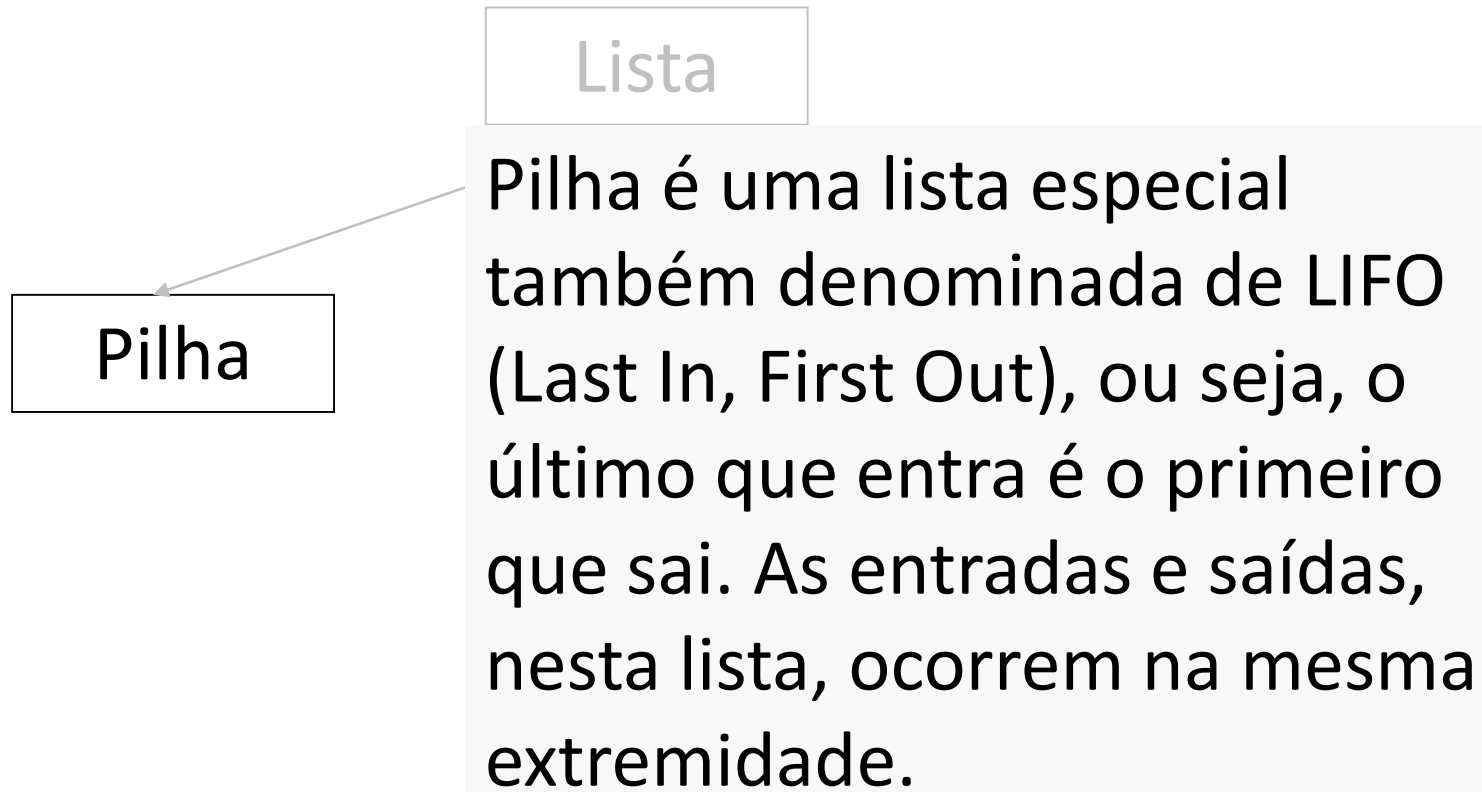 Lista
Pilha é uma lista especial
também denominada de LIFO
(Last In, First Out), ou seja, o
último que entra é o primeiro
que sai. As entradas e saídas,
nesta lista, ocorrem na mesma
extremidade.
Pilha